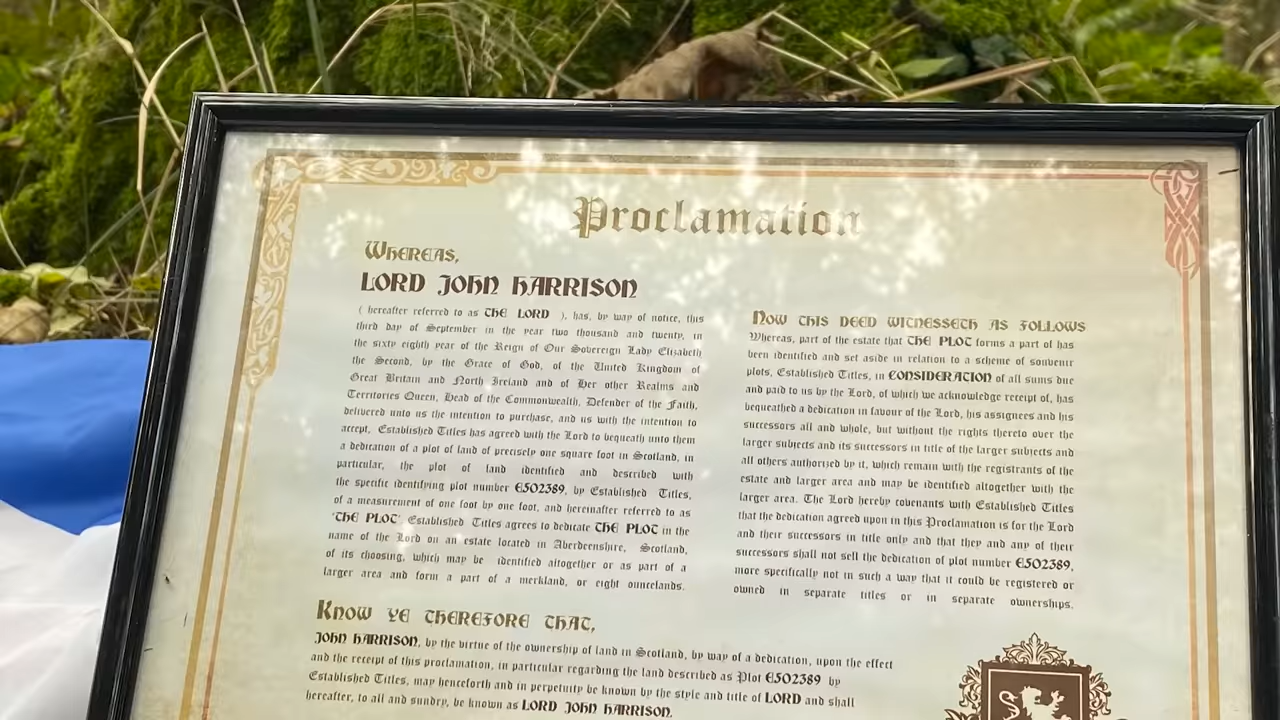 Proclamation
Whereas,
LORD JOHN HARRISON
( hereafter referred to as THE LORD ), has, by way of notice, this
third day of September in the year two thousand and twenty, in
the sixty eighth year of the Reign of Our Sovereign Lady Elizabeth
the Second, by the Grace of God, of the United Kingdom of
Great Britain and North Ireland and of Her other Realms and
Territories Queen, Head of the Commonwealth, Defender of the Faith,
delivered unto us the intention to purchase, and us with the intention to
accept, Established Titles has agreed with the Lord to bequeath unto them
a dedication of a plot of land of precisely one square foot in Scotland, in
particular, the plot of land identified and described with
the specific identifying plot number E502389, by Established Titles,
of a measurement of one foot by one foot, and hereinafter referred to as
'THE PLOT' Established Titles agrees to dedicate THE PLOT in the
name of the Lord on an estate located in Aberdeenshire, Scotland,
of its choosing, which may be identified altogether or as part of a
larger area and form a part of a merkland, or eight ouncelands.
Now this deed witnesseth as follows
Whereas, part of the estate that THE PLOT forms a part of has
been identified and set aside in relation to a scheme of souvenir
plots, Established Titles, in CONSIDERATION of all sums due
and paid to us by the Lord, of which we acknowledge receipt of, has
bequeathed a dedication in favour of the Lord, his assignees and his
successors all and whole, but without the rights thereto over the
larger subjects and its successors in title of the larger subjects and
all others authorized by it, which remain with the registrants of the
estate and larger area and may be identified altogether with the
larger area. The Lord hereby covenants with Established Titles
that the dedication agreed upon in this Proclamation is for the Lord
and their successors in title only and that they and any of their
successors shall not sell the dedication of plot number E502389,
more specifically not in such a way that it could be registered or
owned in separate titles or in separate ownerships.
Know ye therefore that,
JOHN HARRISON, by the virtue of the ownership of land in Scotland, by way of a dedication, upon the effect
and the receipt of this proclamation, in particular regarding the land described as Plot E502389 by
Established Titles, may henceforth and in perpetuity be known by the style and title of LORD and shall
hereafter, to all and sundry, be known as LORD JOHN HARRISON.